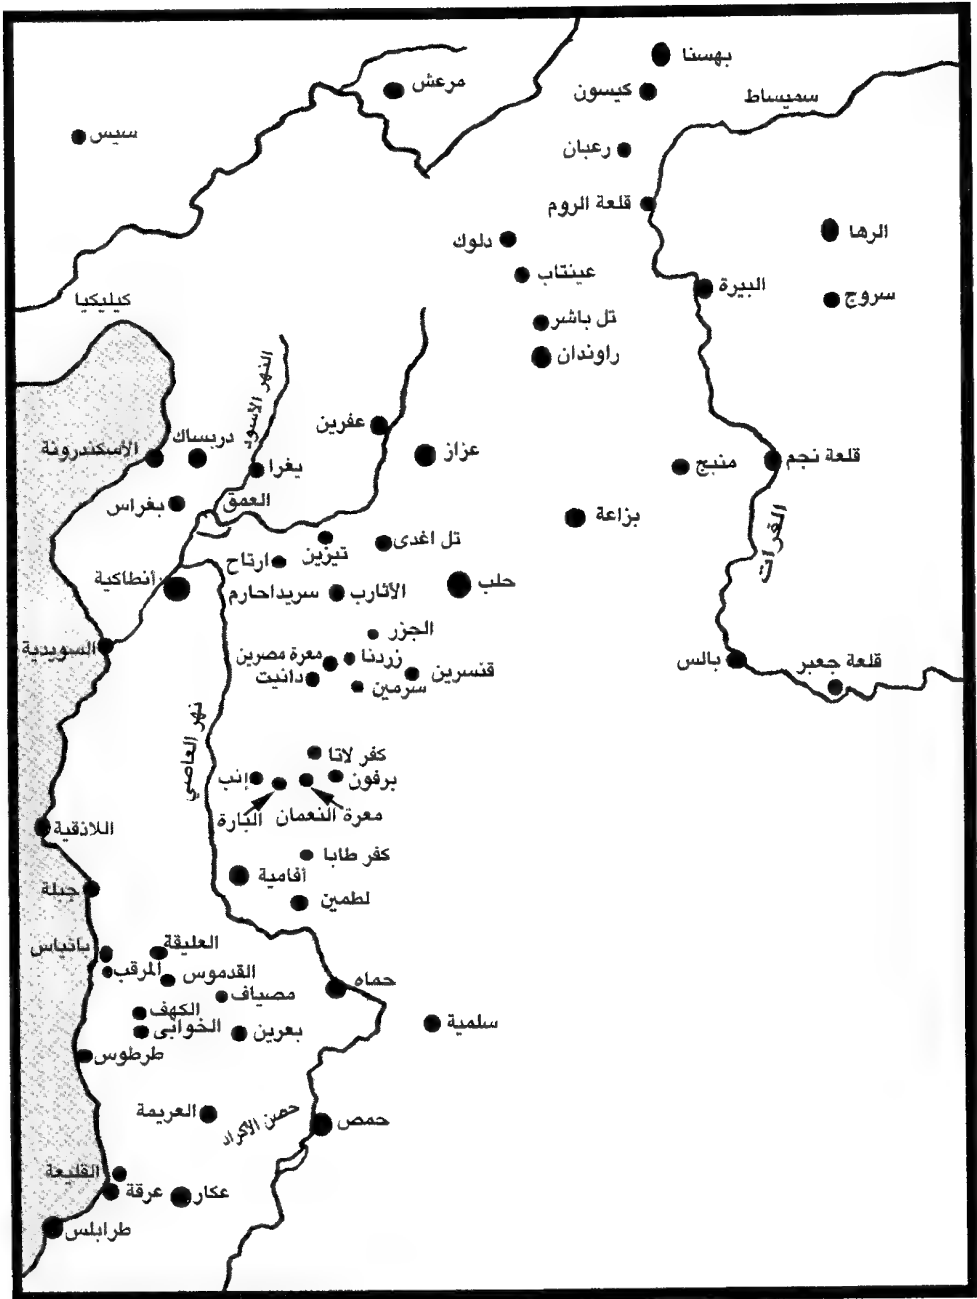 بهسنا
مرعش
كيسون
سميساط
سيس
رعبان
قلعة الروم
الرها
دلوك
عينتاب
البيرة
سروج
كيليكيا
تل باشر
راوندان
النهر الأسود
عفرين
دربساك
الأسكندرونة
عزاز
يغرا
منبج
قلعة نجم
العمق
بغراس
بزاعة
الفرات
تل اغدى
تيزين
ارتاح
أنطاكية
حلب
الأثارب
سريداحارم
الجزر
السويدية
معرة مصرين
زردنا
بالس
قلعة جعبر
قنسرين
دانيت
سرمين
نهر العاصي
كفر لاتا
إنب
برفون
البارة
معرة النعمان
اللاذقية
كفر طابا
أفامية
جبلة
لطمين
العليقة
بانياس
المرقب
القدموس
حماه
مصياف
الكهف
الخوابى
بعرين
سلمية
طرطوس
العريمة
حصن الأكراد
حمص
القليعة
عرقة
عكار
طرابلس